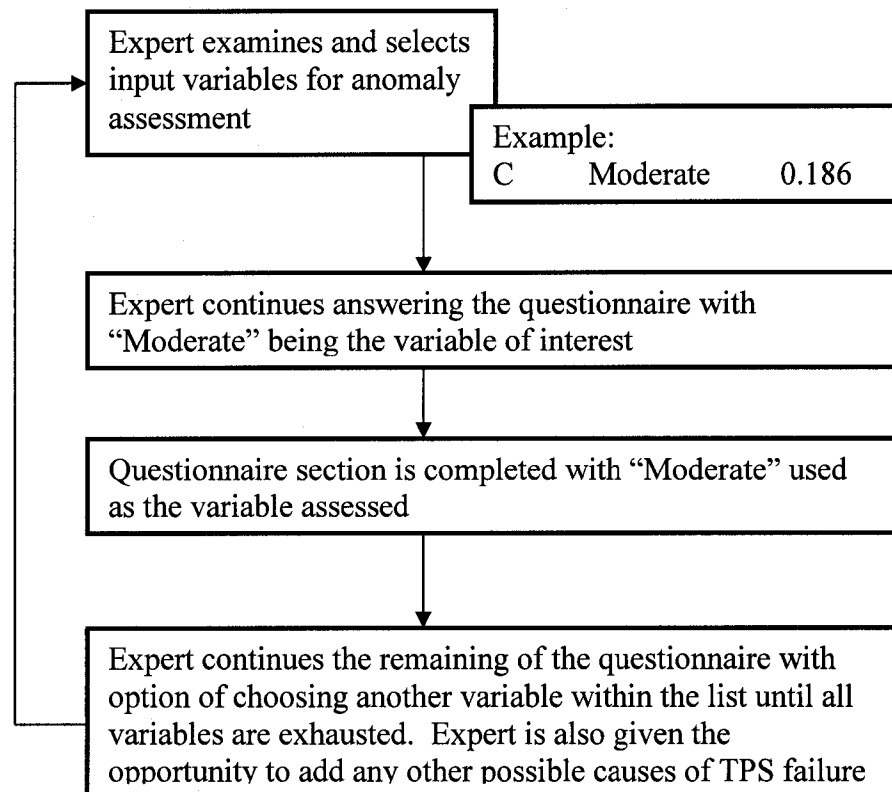 Expert examines and selects
input variables for anomaly
assessment
Example:
C Moderate 0.186
Expert continues answering the questionnaire with
“Moderate” being the variable of interest
Questionnaire section is completed with “Moderate” used
as the variable assessed
Expert continues the remaining of the questionnaire with
option of choosing another variable within the list until all
variables are exhausted. Expert is also given the
opportunity to add any other possible causes of TPS failure